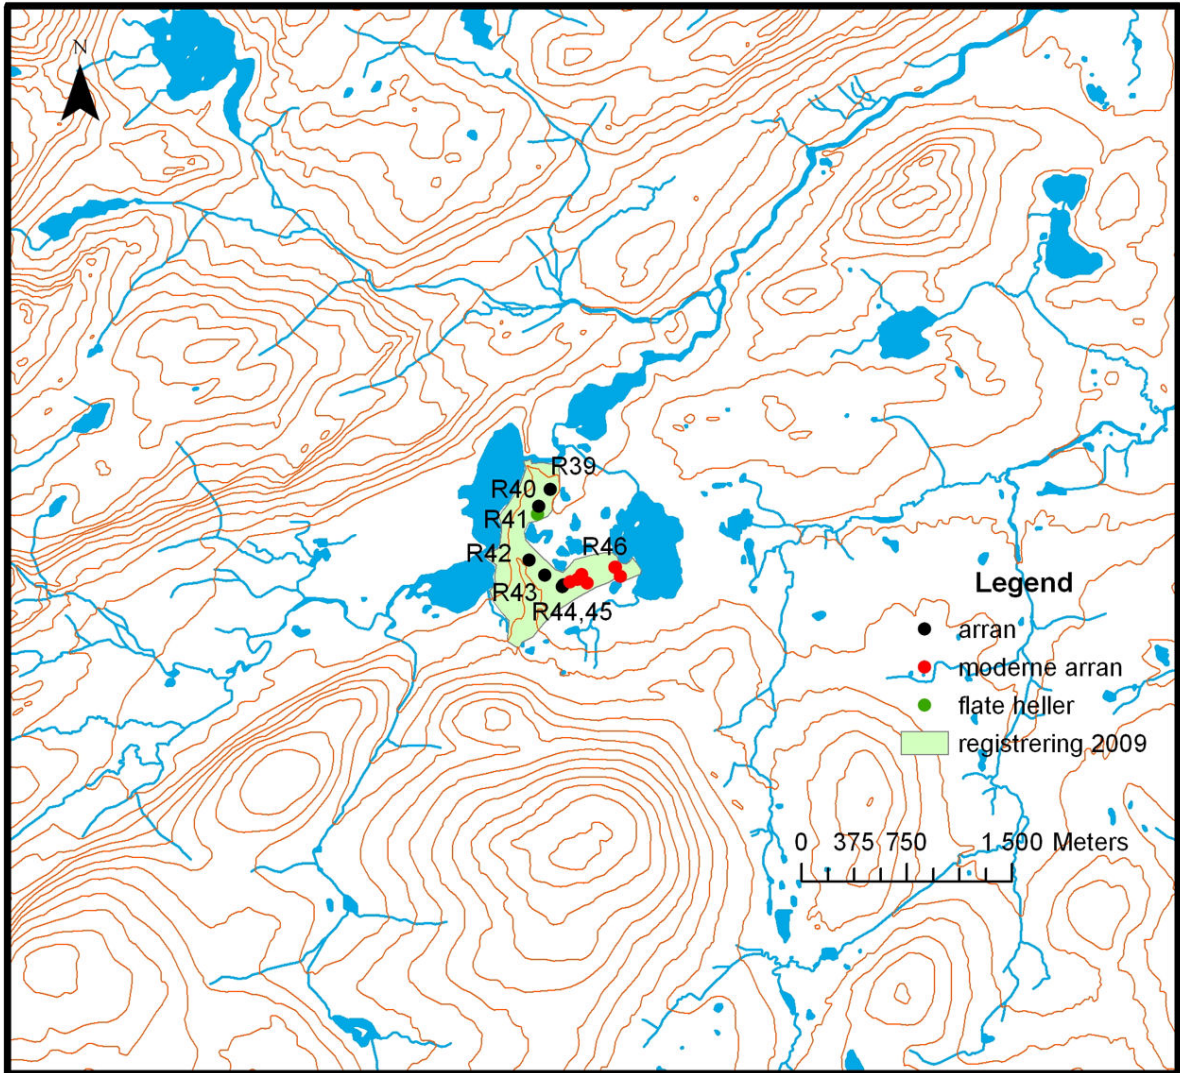 N
R39
R40
R41
R42
R46
R43
R44,45
Legend
arran
moderne arran
flate heller
registrering 2009
0 375 750 1 500 Meters